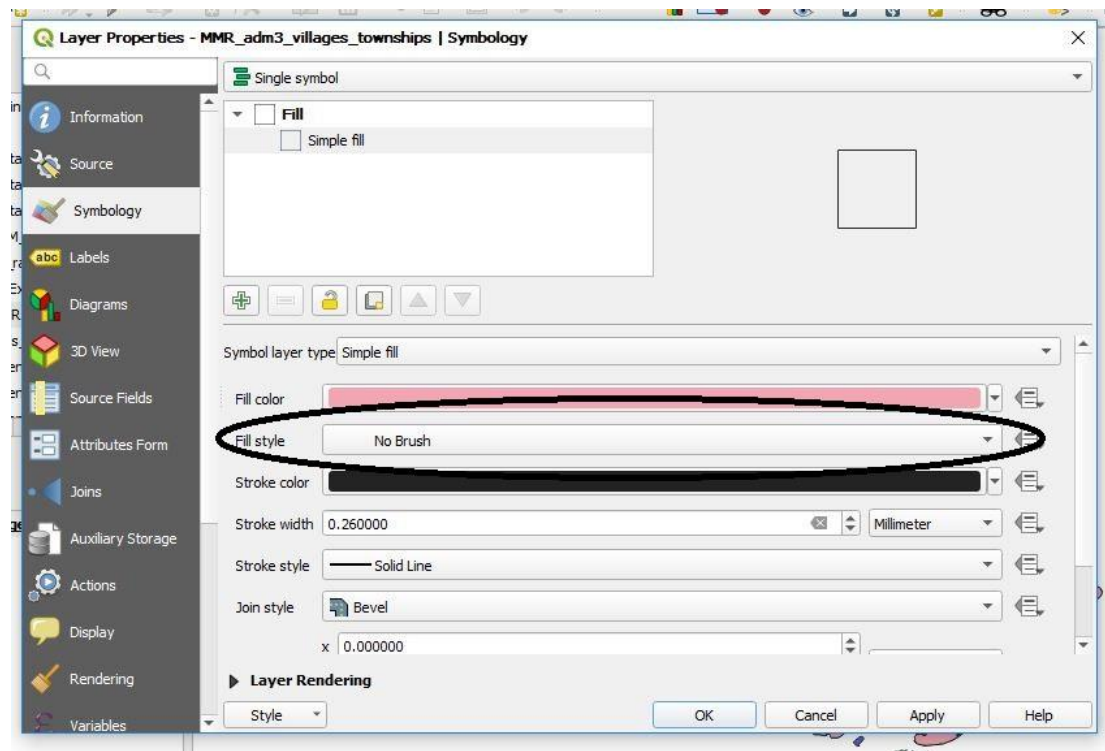 Layer Properties - MMR_adm3_villages_townships | Symbology
Single symbol
Information
Source
Symbology
abc Labels
Diagrams
3D View
Source Fields
Attributes Form
Joins
Auxiliary Storage
Actions
Display
Rendering
Variables
Fill
Simple fill
Symbol layer type Simple fill
Fill color
Fill style No Brush
Stroke color
Stroke width 0.260000 Millimeter
Stroke style Solid Line
Join style Bevel
x 0.000000
Layer Rendering
Style OK Cancel Apply Help